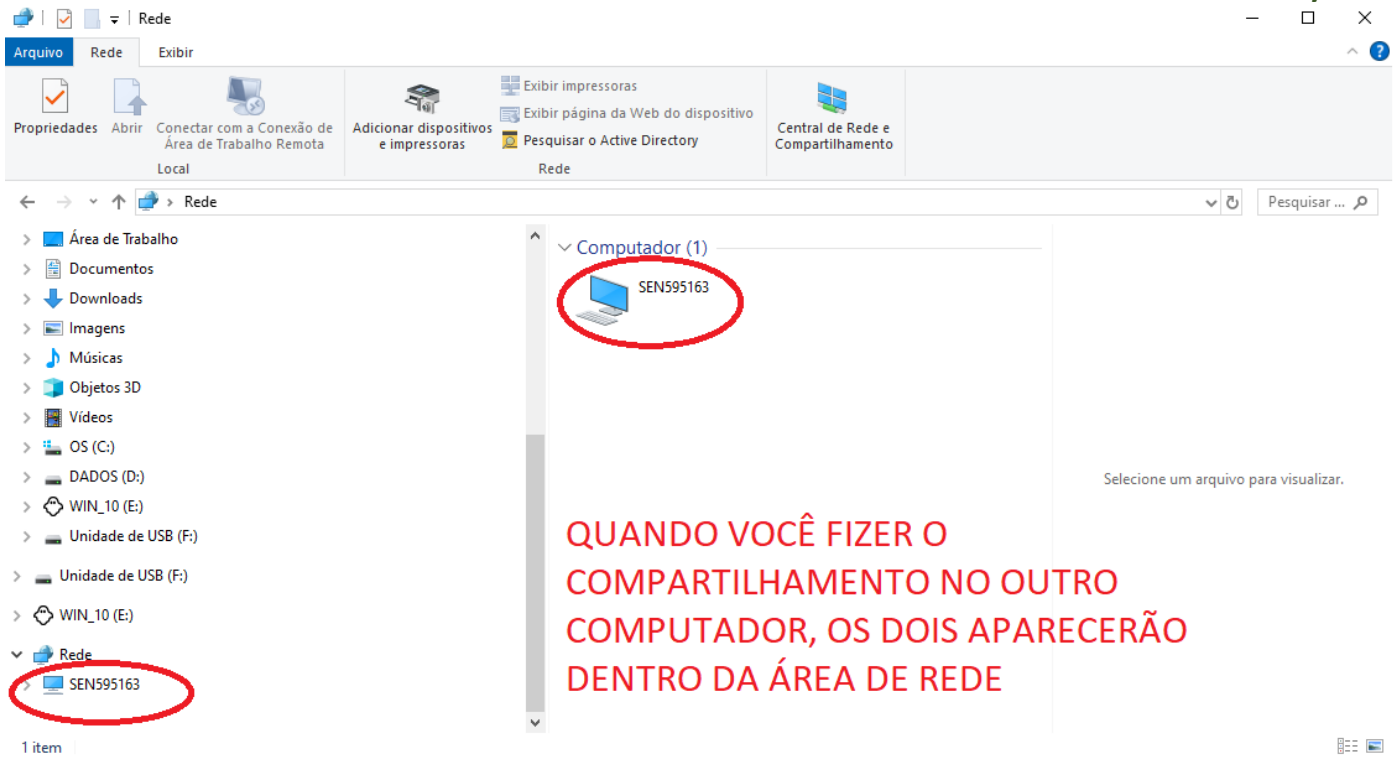 Rede
Arquivo Rede Exibir
Propriedades
Abrir
Conectar com a Conexão de
Área de Trabalho Remota
Local
Adicionar dispositivos
e impressoras
Exibir impressoras
Exibir página da Web do dispositivo
Pesquisar o Active Directory
Rede
Central de Rede e
Compartilhamento
Rede
Pesquisar ...
Área de Trabalho
Documentos
Downloads
Imagens
Músicas
Objetos 3D
Vídeos
OS (C:)
DADOS (D:)
WIN_10 (E:)
Unidade de USB (F:)
Unidade de USB (F:)
WIN_10 (E:)
Rede
SEN595163
Computador (1)
SEN595163
Selecione um arquivo para visualizar.
QUANDO VOCÊ FIZER O
COMPARTILHAMENTO NO OUTRO
COMPUTADOR, OS DOIS APARECERÃO
DENTRO DA ÁREA DE REDE
1 item